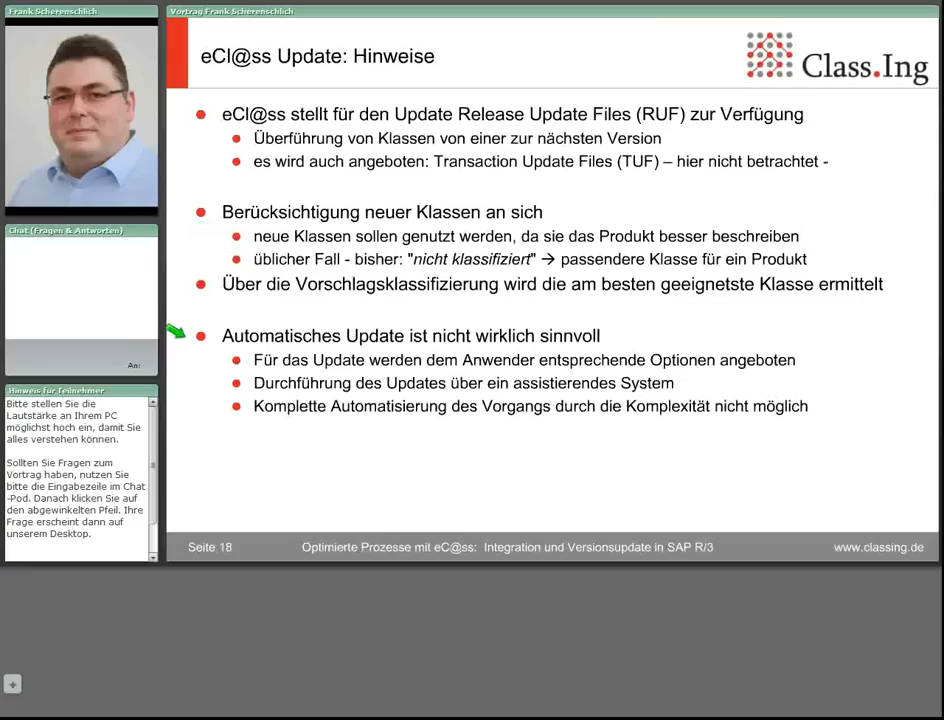 Frank Scherenschlich
Vortrag Frank Scherenschlich
eCl@ss Update: Hinweise
Class.Ing
eCl@ss stellt für den Update Release Update Files (RUF) zur Verfügung
Überführung von Klassen von einer zur nächsten Version
es wird auch angeboten: Transaction Update Files (TUF) – hier nicht betrachtet -
Berücksichtigung neuer Klassen an sich
neue Klassen sollen genutzt werden, da sie das Produkt besser beschreiben
üblicher Fall - bisher: "nicht klassifiziert" → passendere Klasse für ein Produkt
Über die Vorschlagsklassifizierung wird die am besten geeignetste Klasse ermittelt
Automatisches Update ist nicht wirklich sinnvoll
Für das Update werden dem Anwender entsprechende Optionen angeboten
Durchführung des Updates über ein assistierendes System
Komplette Automatisierung des Vorgangs durch die Komplexität nicht möglich
Seite 18
Optimierte Prozesse mit eC@ss: Integration und Versionsupdate in SAP R/3
www.classing.de
Chat (Fragen & Antworten)
An:
Hinweis für Teilnehmer
Bitte stellen Sie die
Lautstärke an Ihrem PC
möglichst hoch ein, damit Sie
alles verstehen können.
Sollten Sie Fragen zum
Vortrag haben, nutzen Sie
bitte die Eingabezeile im Chat
-Pod. Danach klicken Sie auf
den abgewinkelten Pfeil. Ihre
Frage erscheint dann auf
unserem Desktop.